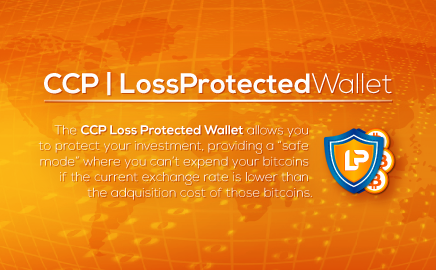 CCP | LossProtectedWallet
The CCP Loss Protected Wallet allows you
to protect your investment, providing a "safe
mode" where you can't expend your bitcoins
if the current exchange rate is lower than
the adquisition cost of those bitcoins.
LP